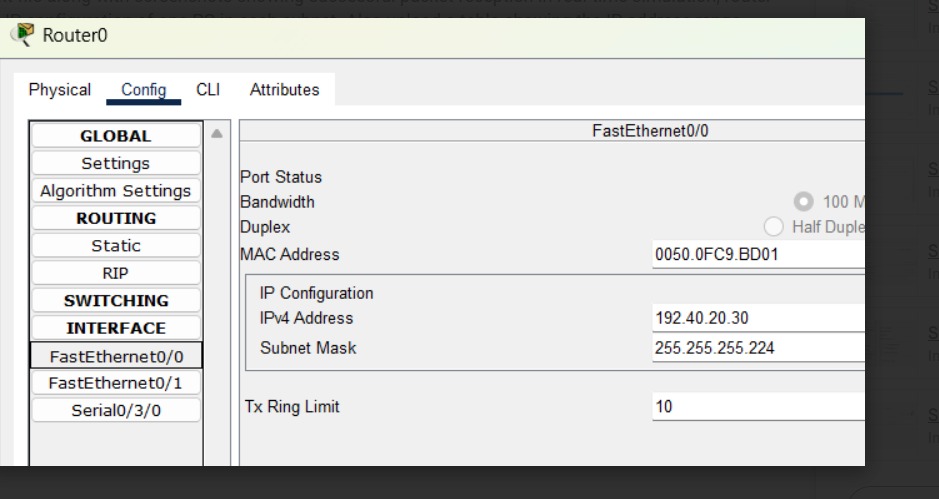 Router0
Physical Config CLI Attributes
GLOBAL
Settings
Algorithm Settings
ROUTING
Static
RIP
SWITCHING
INTERFACE
FastEthernet0/0
FastEthernet0/1
Serial0/3/0
FastEthernet0/0
Port Status
Bandwidth 100 M
Duplex Half Duple
MAC Address 0050.0FC9.BD01
IP Configuration
IPv4 Address 192.40.20.30
Subnet Mask 255.255.255.224
Tx Ring Limit 10